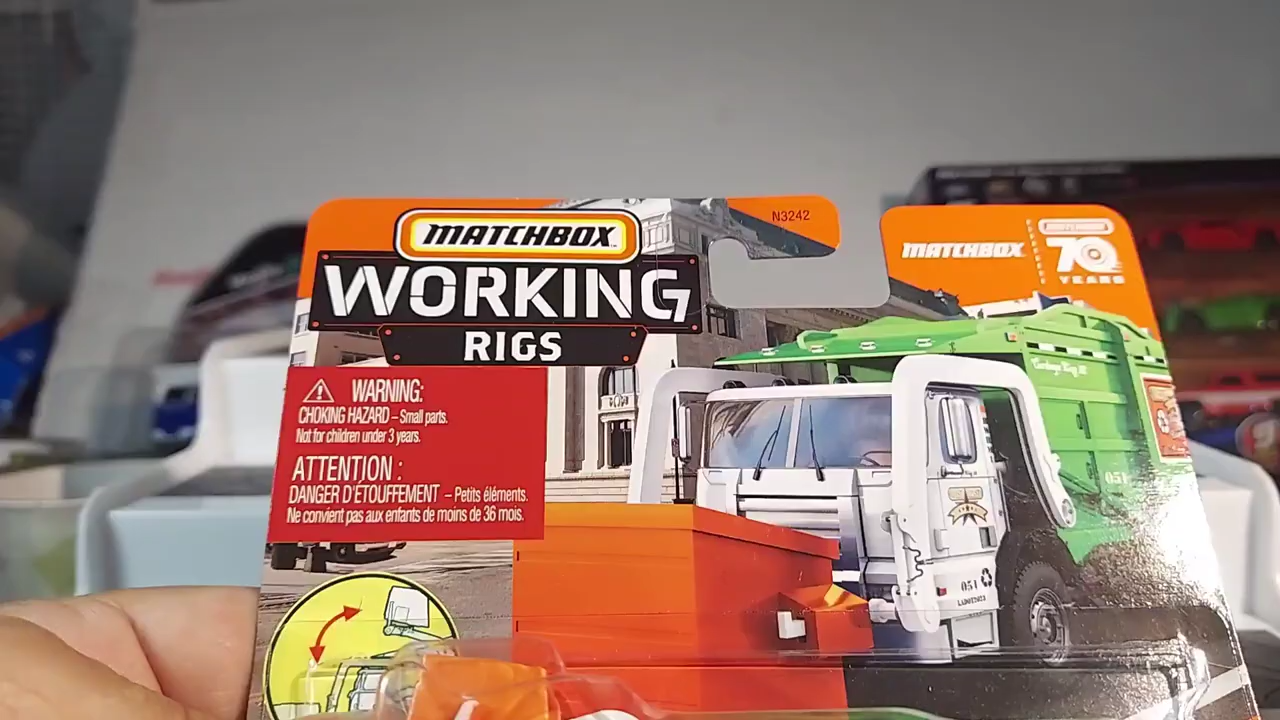 MATCHBOX
WORKING
RIGS
N3242
MATCHBOX
70
YEARS
WARNING:
CHOKING HAZARD – Small parts.
Not for children under 3 years.
ATTENTION :
DANGER D'ÉTOUFFEMENT – Petits éléments.
Ne convient pas aux enfants de moins de 36 mois.
051
051